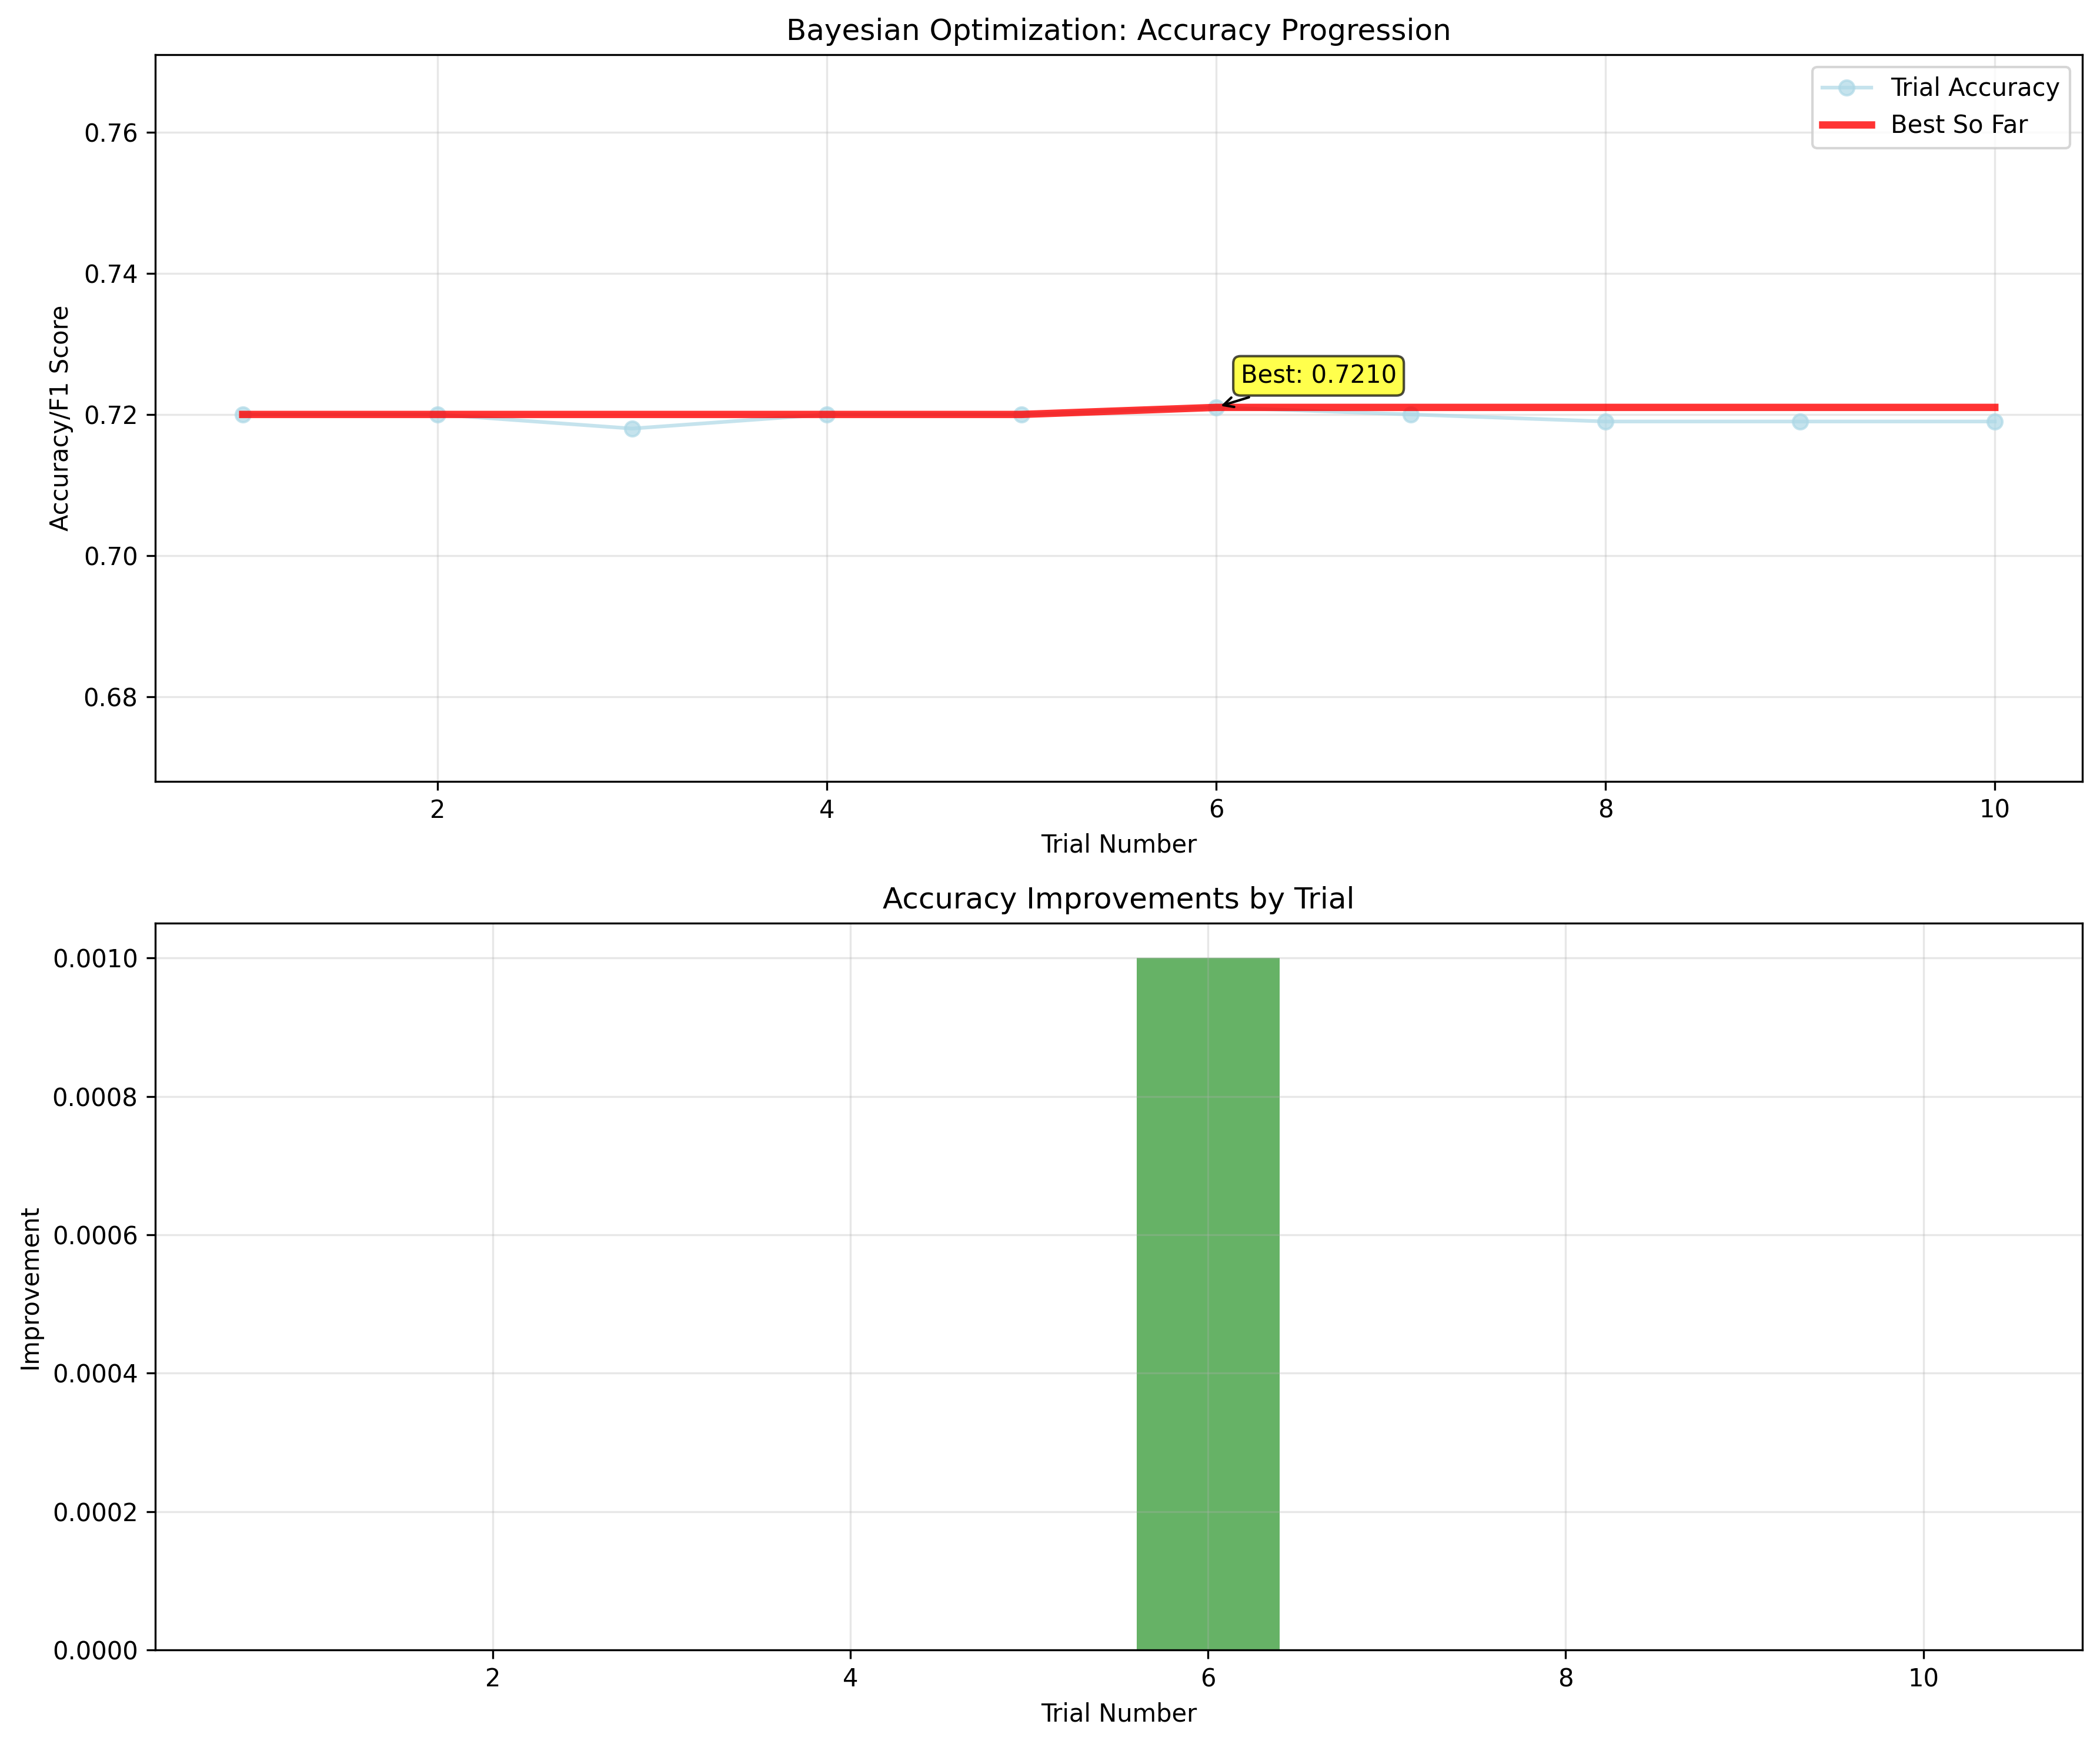 Bayesian Optimization: Accuracy Progression
Trial Accuracy
Best So Far
0.76
0.74
0.72
0.70
0.68
Accuracy/F1 Score
Best: 0.7210
2 4 6 8 10
Trial Number
Accuracy Improvements by Trial
0.0010
0.0008
0.0006
0.0004
0.0002
0.0000
Improvement
2 4 6 8 10
Trial Number